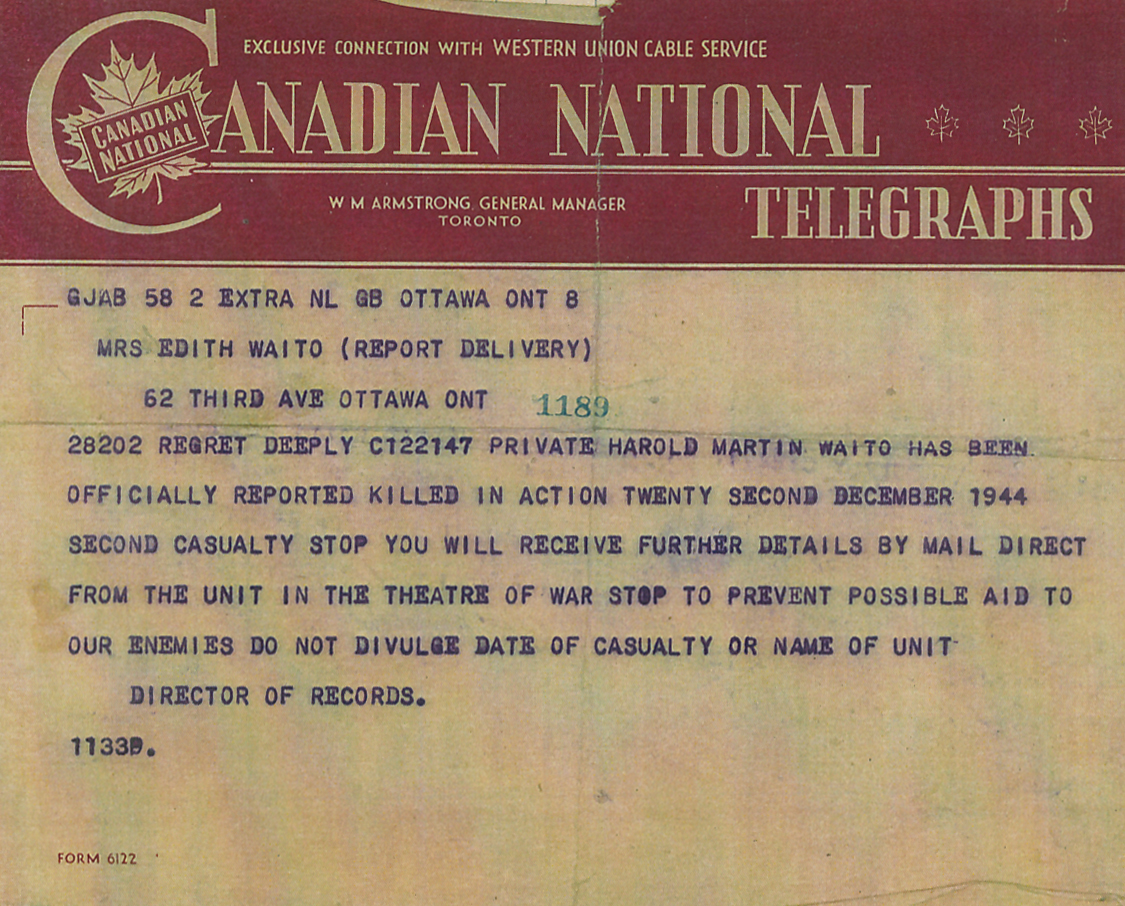 EXCLUSIVE CONNECTION WITH WESTERN UNION CABLE SERVICE
CANADIAN NATIONAL
CANADIAN NATIONAL
TELEGRAPHS
W M ARMSTRONG, GENERAL MANAGER
TORONTO
GJAB 58 2 EXTRA NL GB OTTAWA ONT 8
MRS EDITH WAITO (REPORT DELIVERY)
62 THIRD AVE OTTAWA ONT 1189
28202 REGRET DEEPLY C122147 PRIVATE HAROLD MARTIN WAITO HAS BEEN
OFFICIALLY REPORTED KILLED IN ACTION TWENTY SECOND DECEMBER 1944
SECOND CASUALTY STOP YOU WILL RECEIVE FURTHER DETAILS BY MAIL DIRECT
FROM THE UNIT IN THE THEATRE OF WAR STOP TO PREVENT POSSIBLE AID TO
OUR ENEMIES DO NOT DIVULGE DATE OF CASUALTY OR NAME OF UNIT
DIRECTOR OF RECORDS.
1133P.
FORM 6122